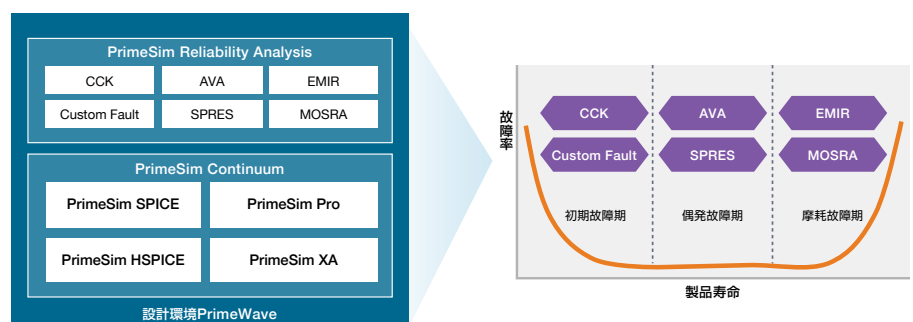 PrimeSim Reliability Analysis
CCK AVA EMIR
Custom Fault SPRES MOSRA
PrimeSim Continuum
PrimeSim SPICE PrimeSim Pro
PrimeSim HSPICE PrimeSim XA
設計環境PrimeWave
故障率
CCK AVA EMIR
Custom Fault SPRES MOSRA
初期故障期 偶発故障期 摩耗故障期
製品寿命